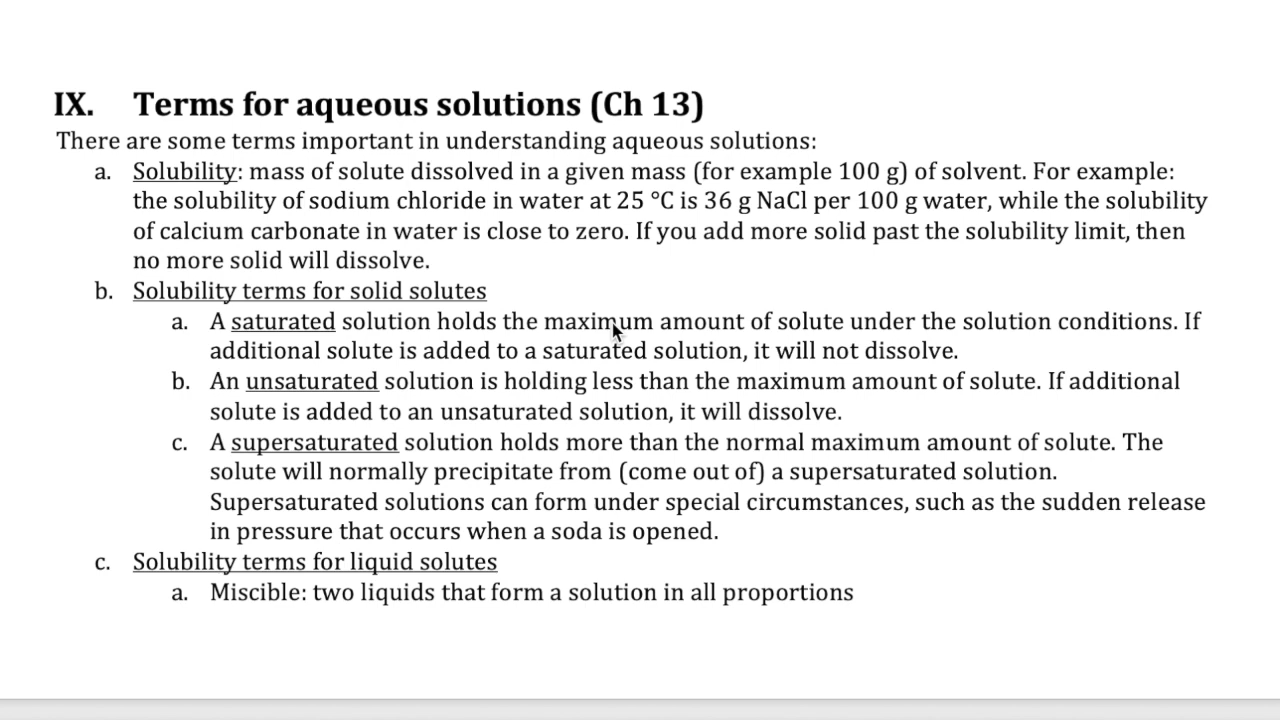 IX. Terms for aqueous solutions (Ch 13)
There are some terms important in understanding aqueous solutions:
a. Solubility: mass of solute dissolved in a given mass (for example 100 g) of solvent. For example:
the solubility of sodium chloride in water at 25 °C is 36 g NaCl per 100 g water, while the solubility
of calcium carbonate in water is close to zero. If you add more solid past the solubility limit, then
no more solid will dissolve.
b. Solubility terms for solid solutes
a. A saturated solution holds the maximum amount of solute under the solution conditions. If
additional solute is added to a saturated solution, it will not dissolve.
b. An unsaturated solution is holding less than the maximum amount of solute. If additional
solute is added to an unsaturated solution, it will dissolve.
c. A supersaturated solution holds more than the normal maximum amount of solute. The
solute will normally precipitate from (come out of) a supersaturated solution.
Supersaturated solutions can form under special circumstances, such as the sudden release
in pressure that occurs when a soda is opened.
c. Solubility terms for liquid solutes
a. Miscible: two liquids that form a solution in all proportions